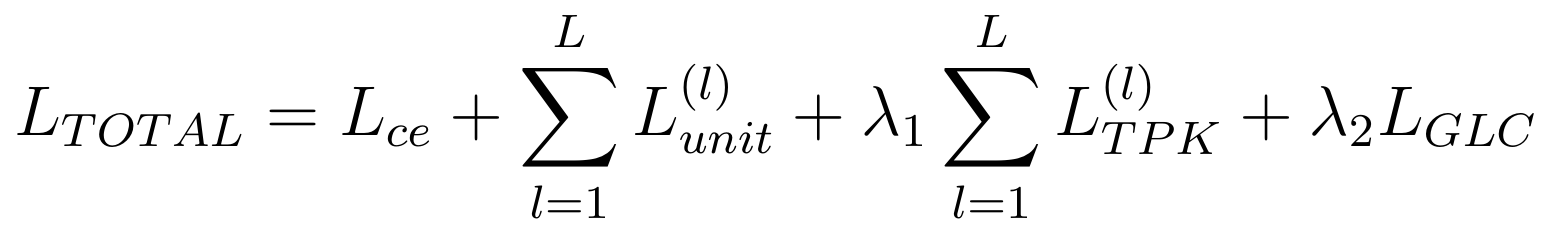 L_{TOTAL} = L_{ce} + \sum_{l=1}^{L} L_{unit}^{(l)} + \lambda_1 \sum_{l=1}^{L} L_{TPK}^{(l)} + \lambda_2 L_{GLC}